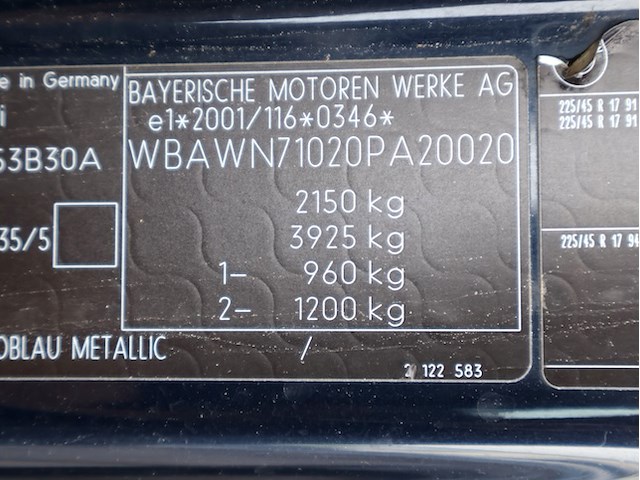 e in Germany
i
53B30A
35/5
OBLAU METALLIC
/
BAYERISCHE MOTOREN WERKE AG
e1*2001/116*0346*
WBAWN71020PA20020
2150 kg
3925 kg
1- 960 kg
2- 1200 kg
2 122 583
225/45 R 17 91
225/45 R 17 91
225/45 R 17 94